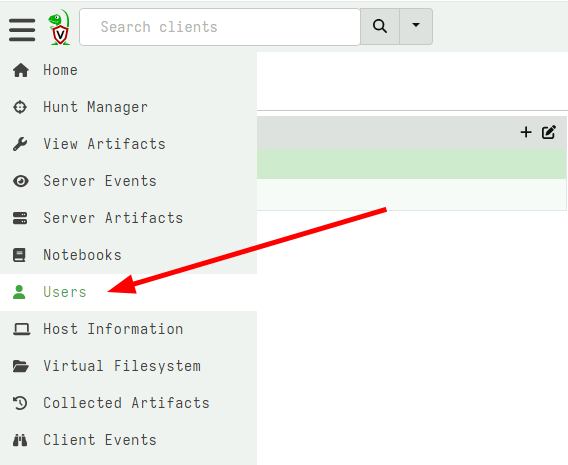 Search clients
Home
Hunt Manager
View Artifacts
Server Events
Server Artifacts
Notebooks
Users
Host Information
Virtual Filesystem
Collected Artifacts
Client Events